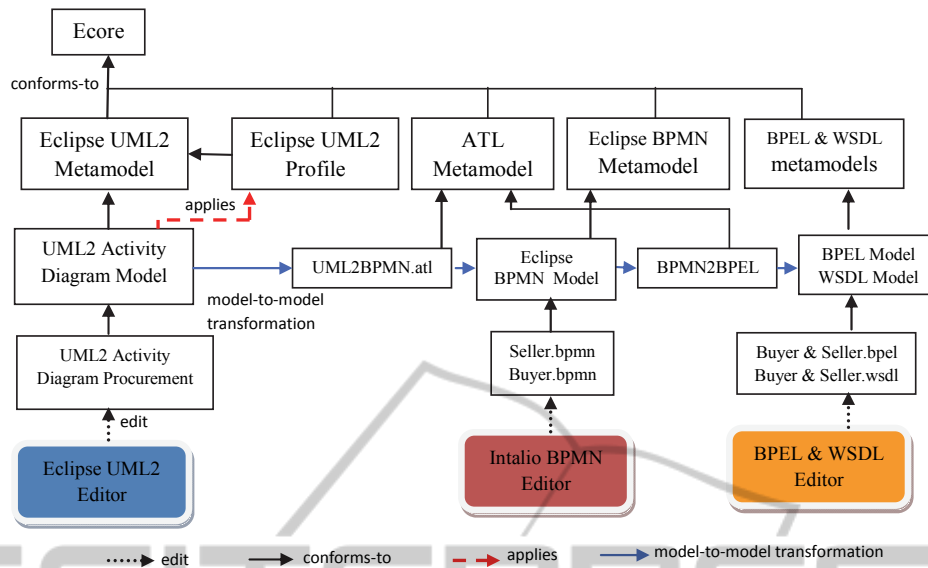 Ecore
conforms-to
Eclipse UML2
Metamodel
Eclipse UML2
Profile
ATL
Metamodel
Eclipse BPMN
Metamodel
BPEL & WSDL
metamodels
applies
UML2 Activity
Diagram Model
UML2BPMN.atl
Eclipse
BPMN Model
BPMN2BPEL
BPEL Model
WSDL Model
model-to-model
transformation
UML2 Activity
Diagram Procurement
Seller.bpmn
Buyer.bpmn
Buyer & Seller.bpel
Buyer & Seller.wsdl
edit
Eclipse UML2
Editor
Intalio BPMN
Editor
BPEL & WSDL
Editor
edit
conforms-to
applies
model-to-model transformation